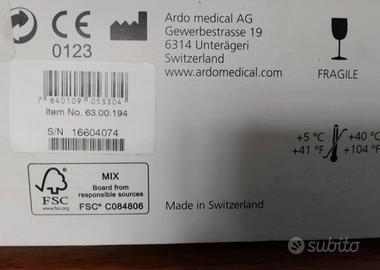 CE
0123
Ardo medical AG
Gewerbestrasse 19
6314 Unterägeri
Switzerland
www.ardomedical.com
FRAGILE
7 640109 053304
Item No. 63.00.194
S/N 16604074
+5 °C
+41 °F
+40 °C
+104 °F
FSC
www.fsc.org
MIX
Board from
responsible sources
FSC® C084806
Made in Switzerland
subito